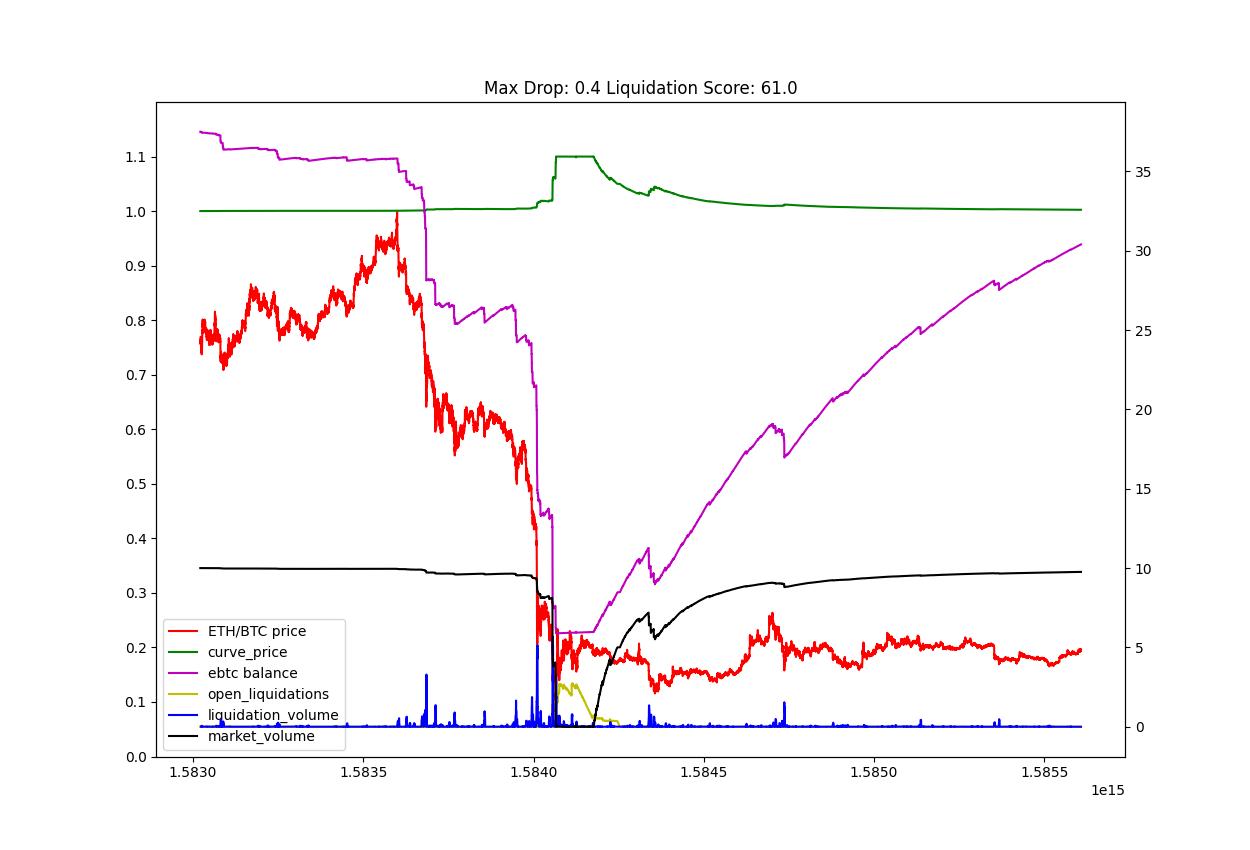 Max Drop: 0.4 Liquidation Score: 61.0
1.1
1.0
0.9
0.8
0.7
0.6
0.5
0.4
0.3
0.2
0.1
0.0
35
30
25
20
15
10
5
0
ETH/BTC price
curve_price
ebtc balance
open_liquidations
liquidation_volume
market_volume
1.5830 1.5835 1.5840 1.5845 1.5850 1.5855
1e15